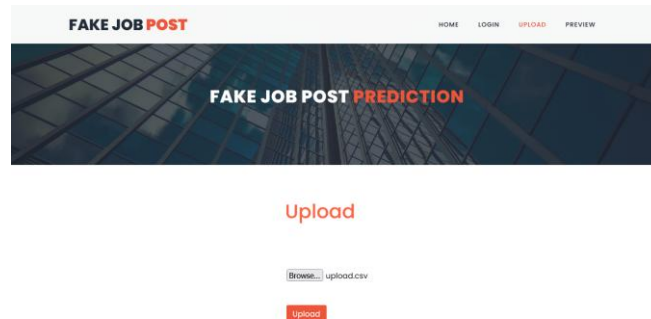 FAKE JOB POST
HOME LOGIN UPLOAD PREVIEW
FAKE JOB POST PREDICTION
Upload
Browse... upload.csv
Upload